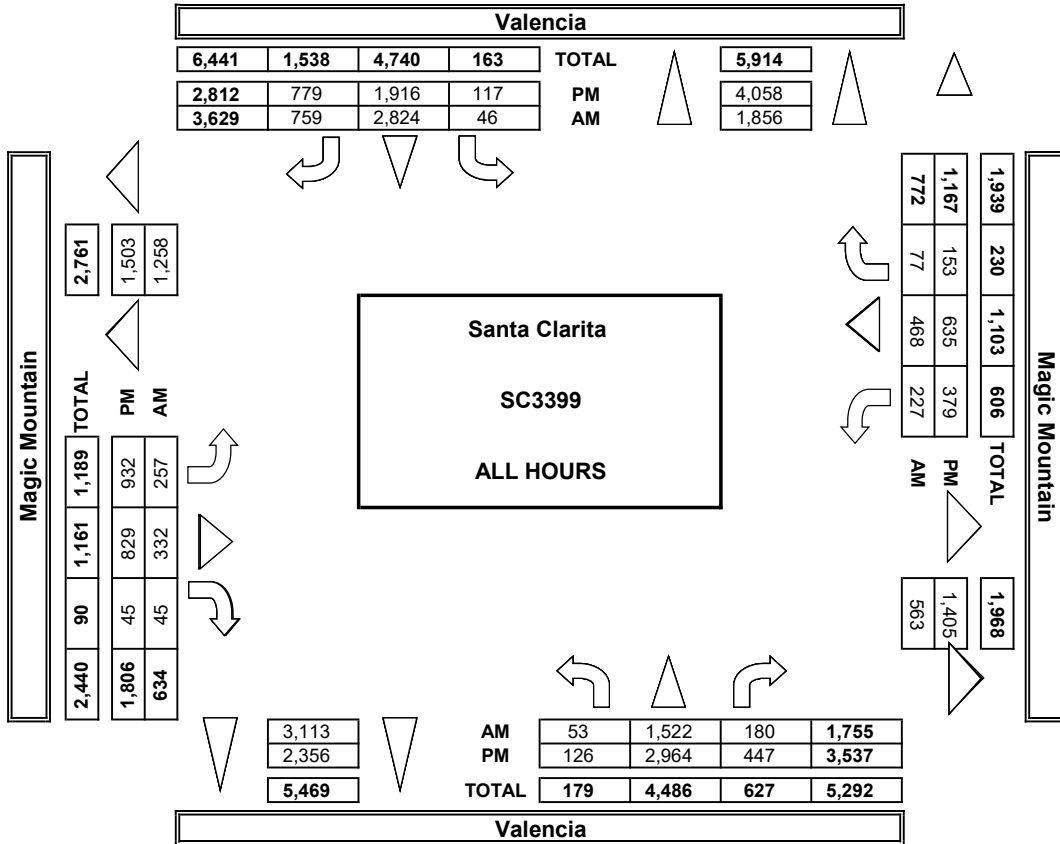 Valencia
6,441 1,538 4,740 163 TOTAL 5,914
2,812 779 1,916 117 PM 4,058
3,629 759 2,824 46 AM 1,856
Magic Mountain
2,761
1,503
1,258
TOTAL
PM
AM
1,189 1,161 90 2,440
932 829 45 1,806
257 332 45 634
Santa Clarita
SC3399
ALL HOURS
1,939 230 1,103 606 TOTAL
1,167 153 635 379 PM
772 77 468 227 AM
1,968
1,405
563
Magic Mountain
3,113 AM 53 1,522 180 1,755
2,356 PM 126 2,964 447 3,537
5,469 TOTAL 179 4,486 627 5,292
Valencia